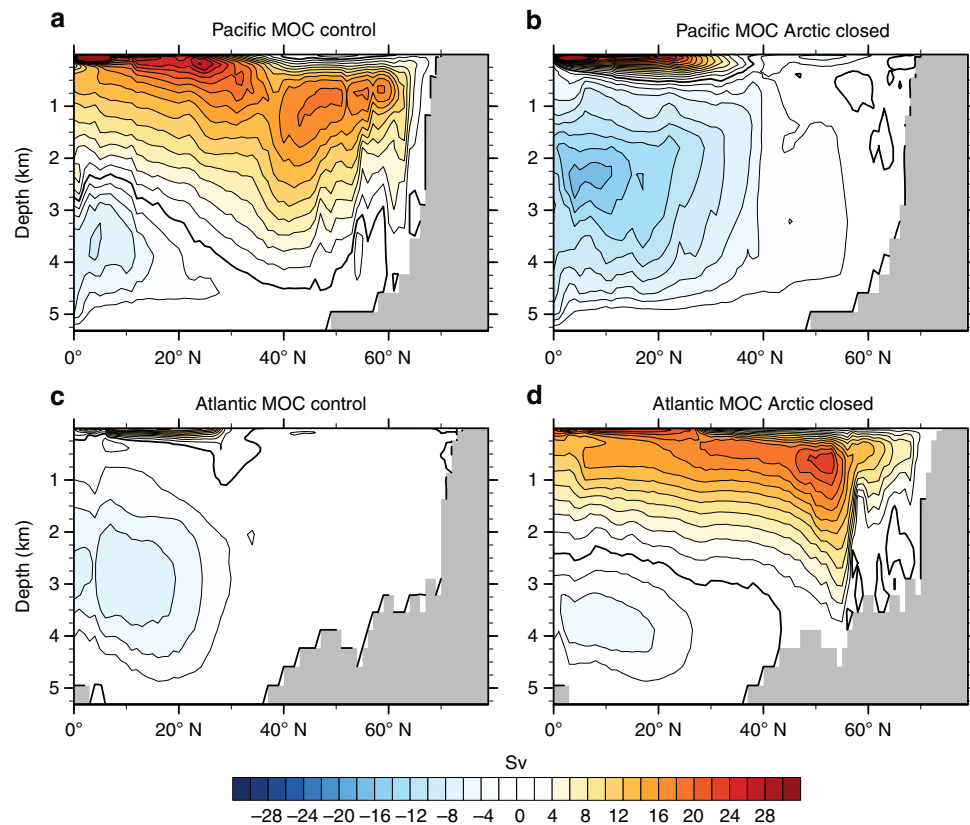 a
Pacific MOC control
b
Pacific MOC Arctic closed
Depth (km)
1
2
3
4
5
0° 20° N 40° N 60° N
1
2
3
4
5
0° 20° N 40° N 60° N
c
Atlantic MOC control
d
Atlantic MOC Arctic closed
Depth (km)
1
2
3
4
5
0° 20° N 40° N 60° N
1
2
3
4
5
0° 20° N 40° N 60° N
Sv
−28 −24 −20 −16 −12 −8 −4 0 4 8 12 16 20 24 28